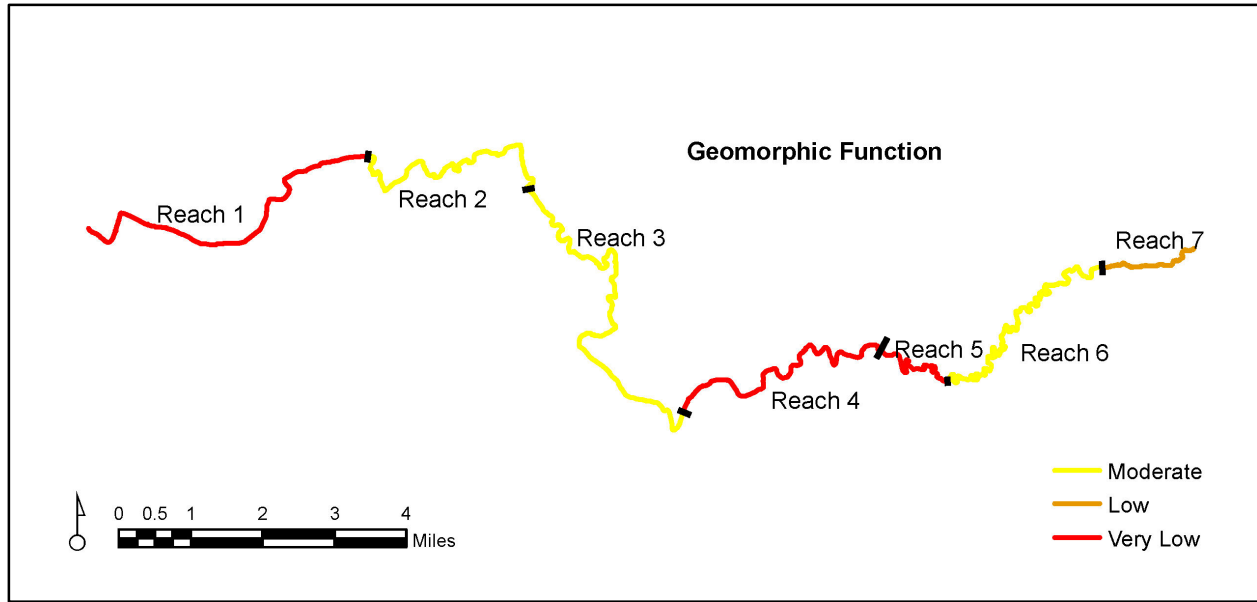 Geomorphic Function
Reach 1
Reach 2
Reach 3
Reach 4
Reach 5
Reach 6
Reach 7
Moderate
Low
Very Low
0 0.5 1 2 3 4
Miles